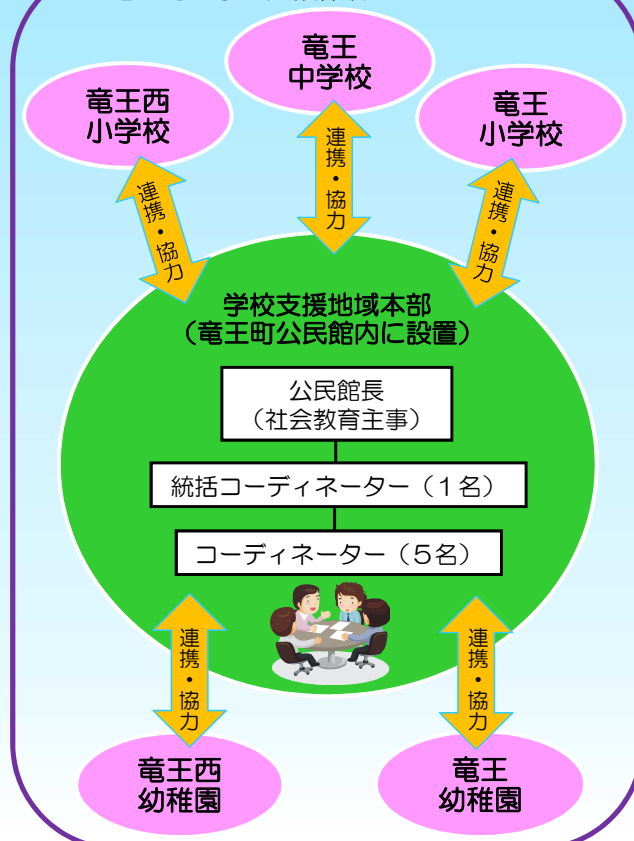 竜王
中学校
竜王西
小学校
竜王
小学校
連携・協力
連携・協力
連携・協力
学校支援地域本部
（竜王町公民館内に設置）
公民館長
（社会教育主事）
統括コーディネーター（１名）
コーディネーター（５名）
連携・協力
連携・協力
竜王西
幼稚園
竜王
幼稚園